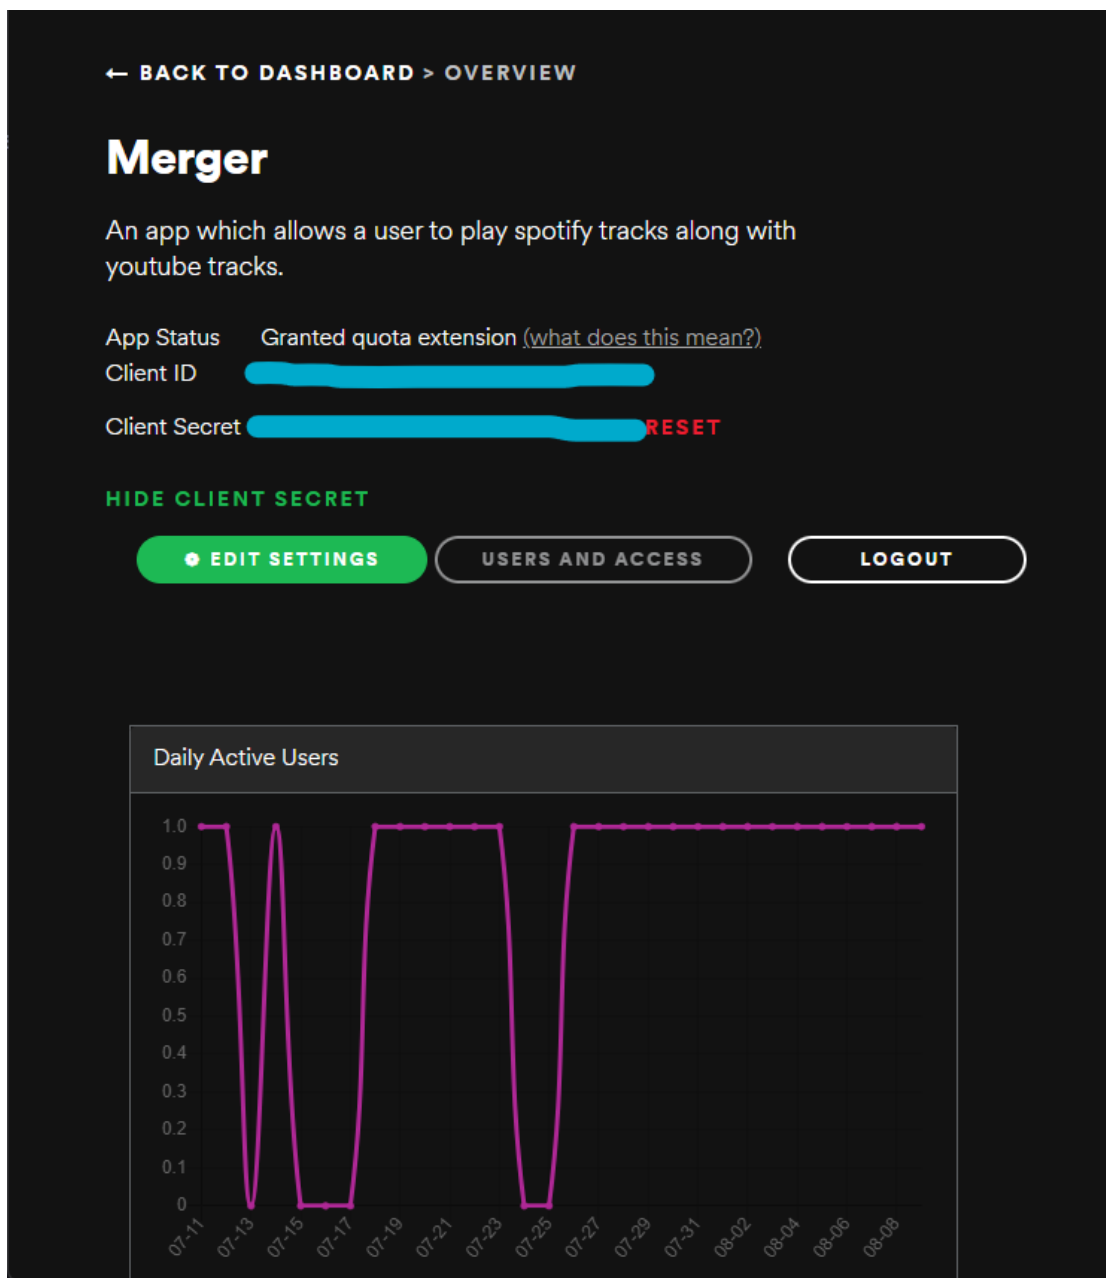 ← BACK TO DASHBOARD > OVERVIEW
Merger
An app which allows a user to play spotify tracks along with
youtube tracks.
App Status Granted quota extension (what does this mean?)
Client ID
Client Secret RESET
HIDE CLIENT SECRET
EDIT SETTINGS USERS AND ACCESS LOGOUT
Daily Active Users
1.0
0.9
0.8
0.7
0.6
0.5
0.4
0.3
0.2
0.1
0
07-11 07-13 07-15 07-17 07-19 07-21 07-23 07-25 07-27 07-29 07-31 08-02 08-04 08-06 08-08